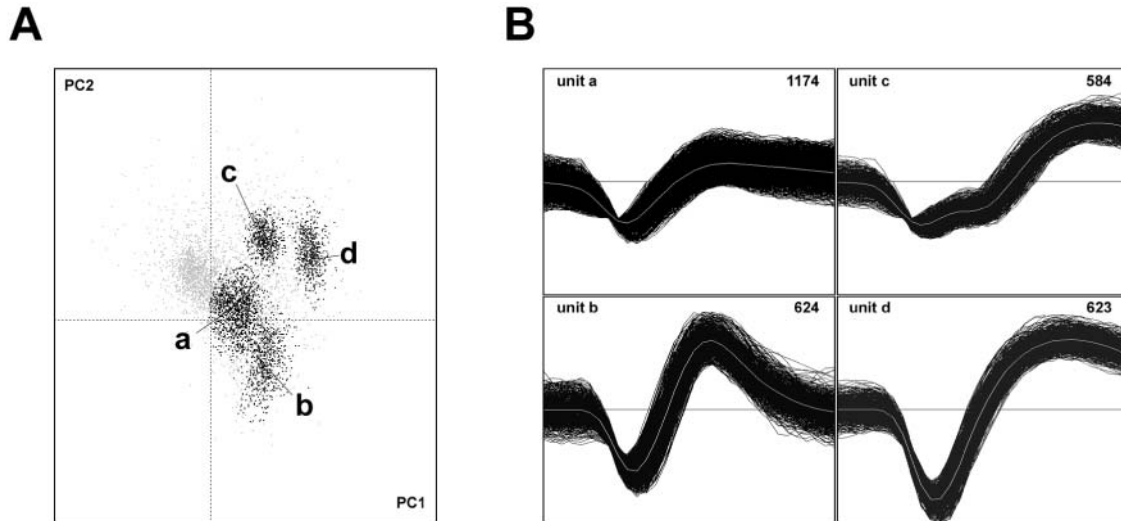 A
B
PC2
c
d
a
b
PC1
unit a 1174
unit c 584
unit b 624
unit d 623